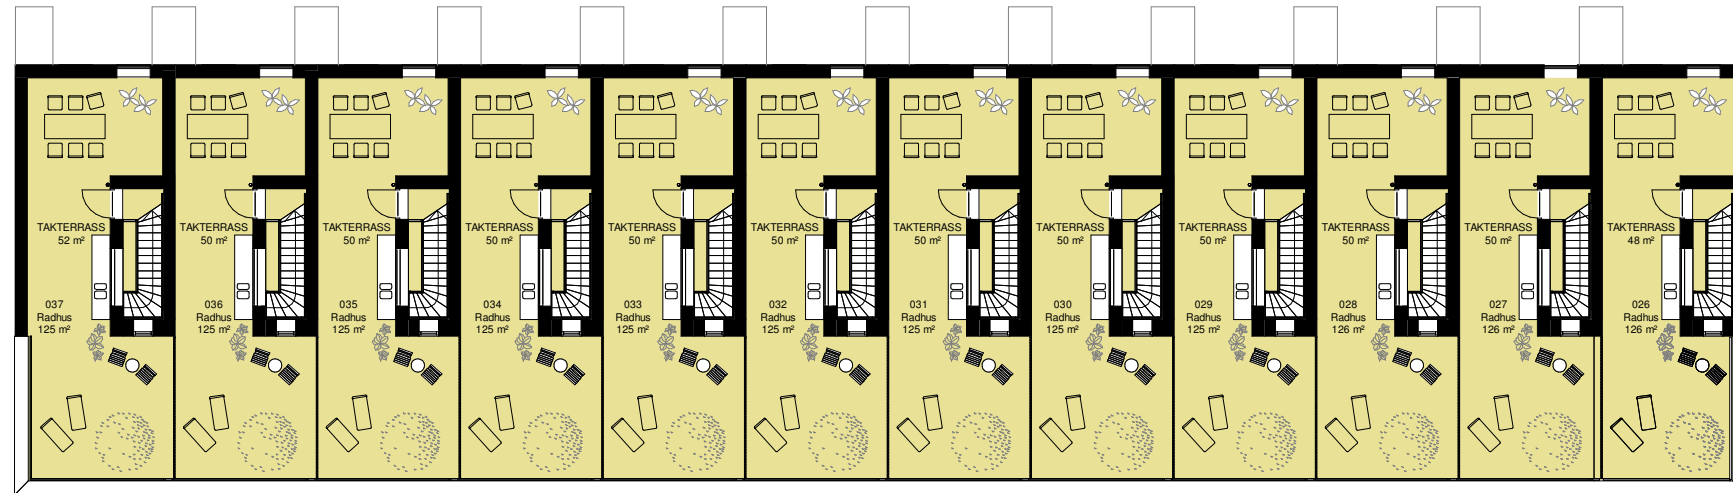 TAKTERRASS
52 m²
037
Radhus
125 m²
TAKTERRASS
50 m²
036
Radhus
125 m²
TAKTERRASS
50 m²
035
Radhus
125 m²
TAKTERRASS
50 m²
034
Radhus
125 m²
TAKTERRASS
50 m²
033
Radhus
125 m²
TAKTERRASS
50 m²
032
Radhus
125 m²
TAKTERRASS
50 m²
031
Radhus
125 m²
TAKTERRASS
50 m²
030
Radhus
125 m²
TAKTERRASS
50 m²
029
Radhus
125 m²
TAKTERRASS
50 m²
028
Radhus
126 m²
TAKTERRASS
50 m²
027
Radhus
126 m²
TAKTERRASS
48 m²
026
Radhus
126 m²